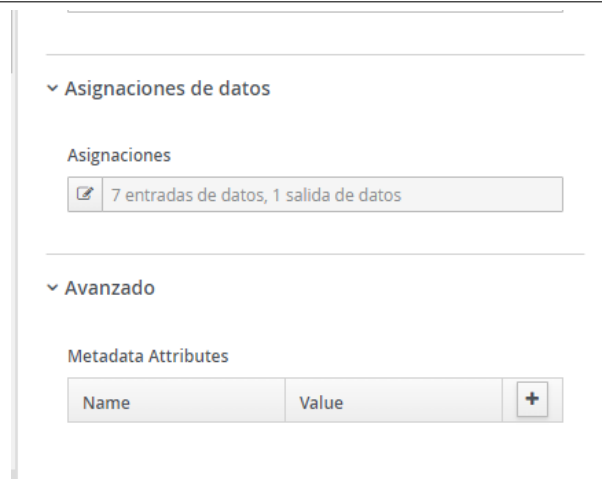 Asignaciones de datos
Asignaciones
7 entradas de datos, 1 salida de datos
Avanzado
Metadata Attributes
Name Value +